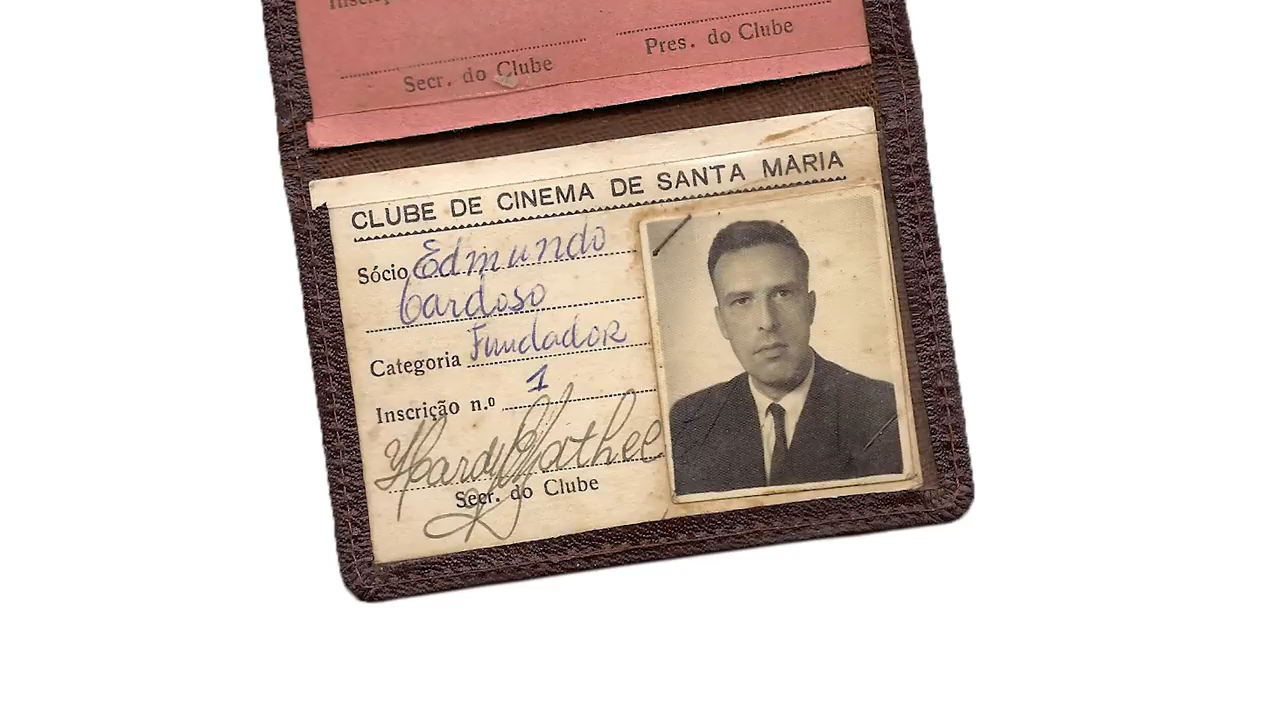 Pres. do Clube
Secr. do Clube
CLUBE DE CINEMA DE SANTA MARIA
Sócio Edmundo
Cardoso
Categoria Fundador
Inscrição n.º 1
Secr. do Clube